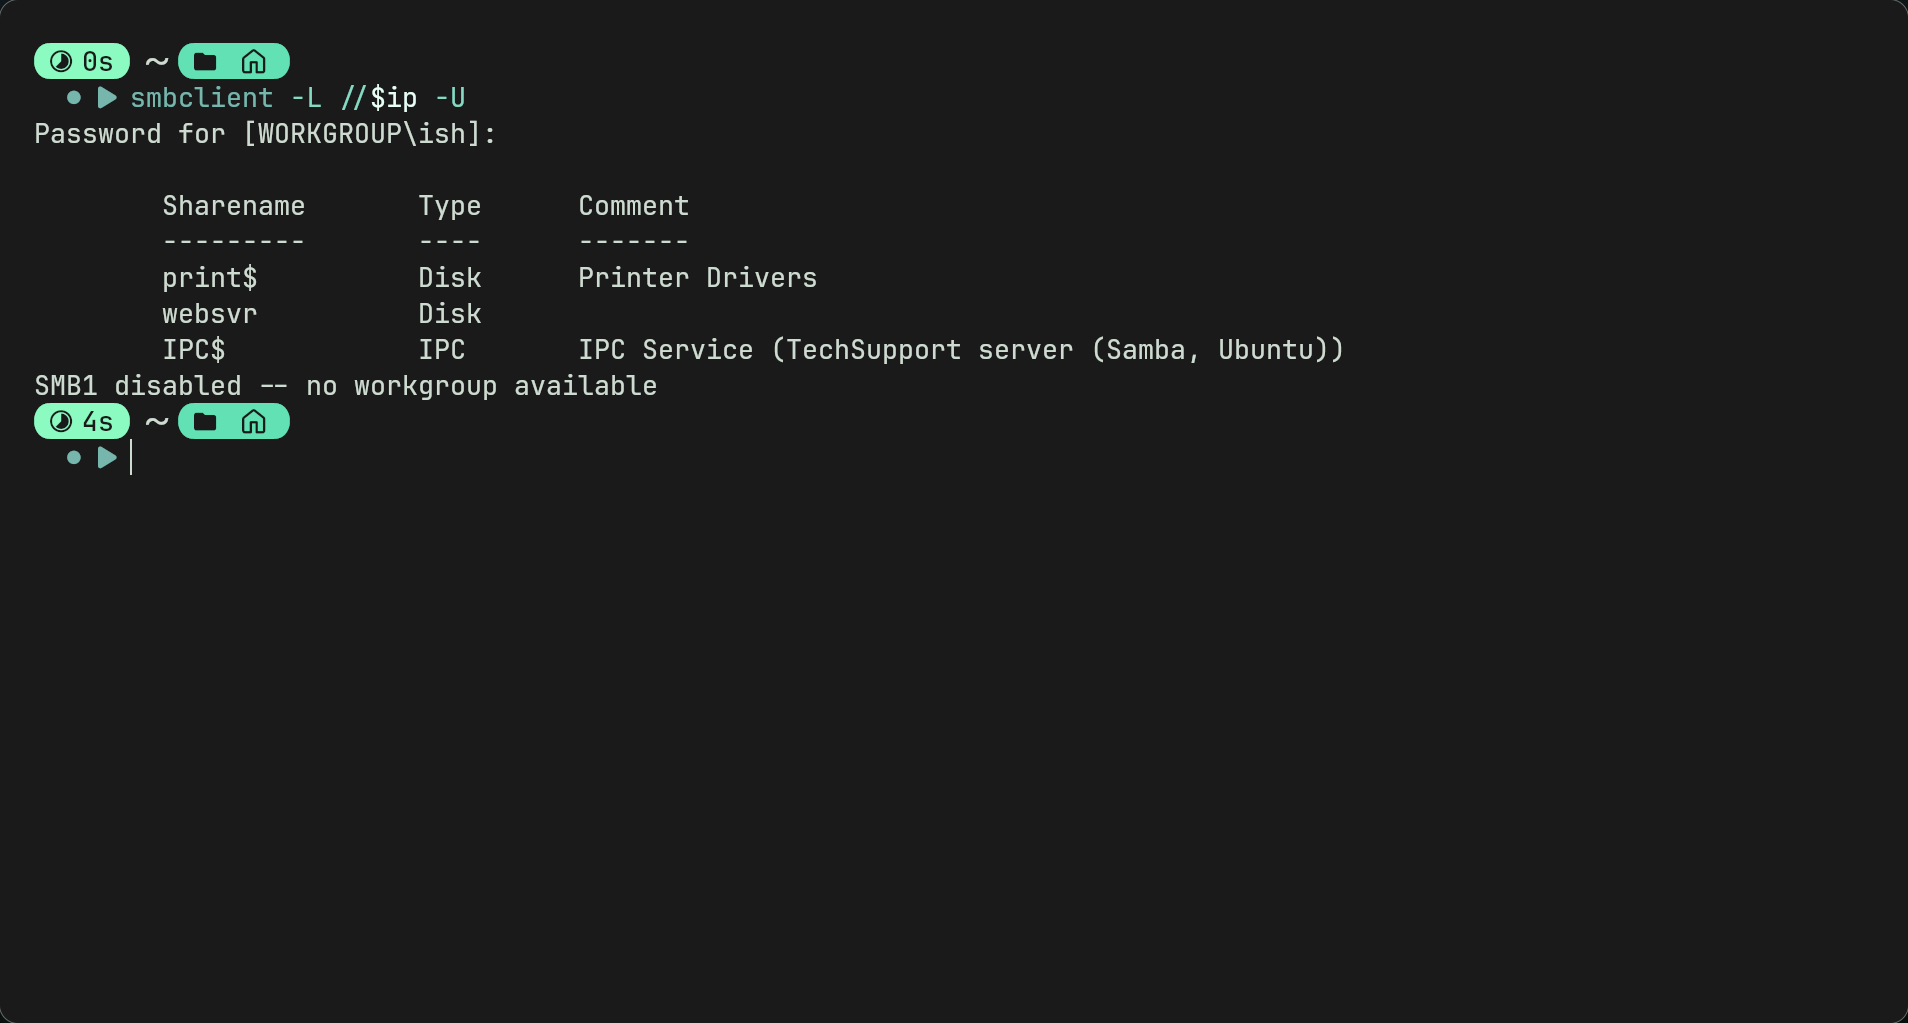 0s ~
smbclient -L //$ip -U
Password for [WORKGROUP\ish]:
Sharename Type Comment
--------- ---- -------
print$ Disk Printer Drivers
websvr Disk
IPC$ IPC IPC Service (TechSupport server (Samba, Ubuntu))
SMB1 disabled -- no workgroup available
4s ~